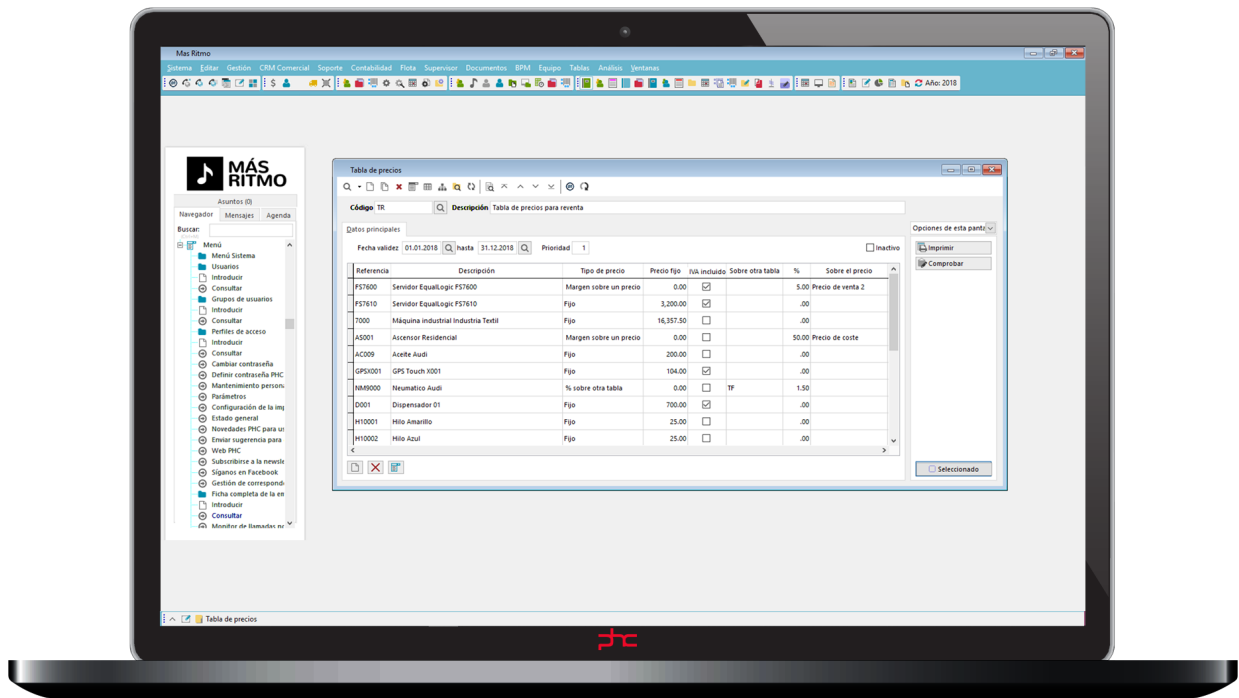 Mas Ritmo
Sistema Editar Gestión CRM Comercial Soporte Contabilidad Flota Supervisor Documentos BPM Equipo Tablas Análisis Ventanas
Año: 2018
MÁS
RITMO
Asuntos (0)
Navegador Mensajes Agenda
Buscar:
Menú
Menú Sistema
Usuarios
Introducir
Consultar
Grupos de usuarios
Introducir
Consultar
Perfiles de acceso
Introducir
Consultar
Cambiar contraseña
Definir contraseña PHC
Mantenimiento person
Parámetros
Configuración de la im
Estado general
Novedades PHC para us
Enviar sugerencia para
Web PHC
Subscribirse a la newsle
Síganos en Facebook
Gestión de correspond
Ficha completa de la en
Introducir
Consultar
Monitor de llamadas
Tabla de precios
Código TR Descripción Tabla de precios para reventa
Datos principales
Opciones de esta panta
Fecha validez 01.01.2018 hasta 31.12.2018 Prioridad 1 Inactivo
Imprimir
Comprobar
Referencia Descripción Tipo de precio Precio fijo IVA incluido Sobre otra tabla % Sobre el precio
FS7600 Servidor EqualLogic FS7600 Margen sobre un precio 0.00 5.00 Precio de venta 2
FS7610 Servidor EqualLogic FS7610 Fijo 3,200.00 .00
7000 Máquina industrial Industria Textil Fijo 16,357.50 .00
AS001 Ascensor Residencial Margen sobre un precio 0.00 50.00 Precio de coste
AC009 Aceite Audi Fijo 200.00 .00
GPSX001 GPS Touch X001 Fijo 104.00 .00
NM9000 Neumatico Audi % sobre otra tabla 0.00 TF 1.50
D001 Dispensador 01 Fijo 700.00 .00
H10001 Hilo Amarillo Fijo 25.00 .00
H10002 Hilo Azul Fijo 25.00 .00
Seleccionado
Tabla de precios
phc